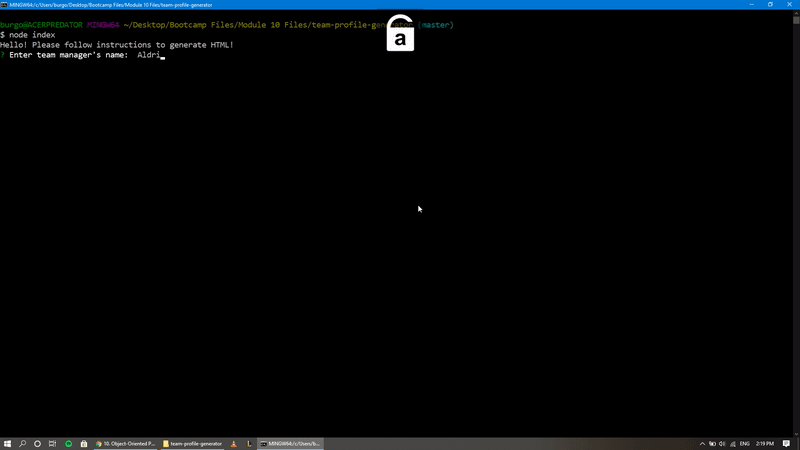 MINGW64:/c/Users/burgo/Desktop/Bootcamp Files/Module 10 Files/team-profile-generator
burgo@ACERPREDATOR MINGW64 ~/Desktop/Bootcamp Files/Module 10 Files/team-profile-generator (master)
a
$ node index
Hello! Please follow instructions to generate HTML!
? Enter team manager's name:  Aldri
10. Object-Oriented P...
team-profile-generator
L
MINGW64:/c/Users/b...
ENG
2:19 PM